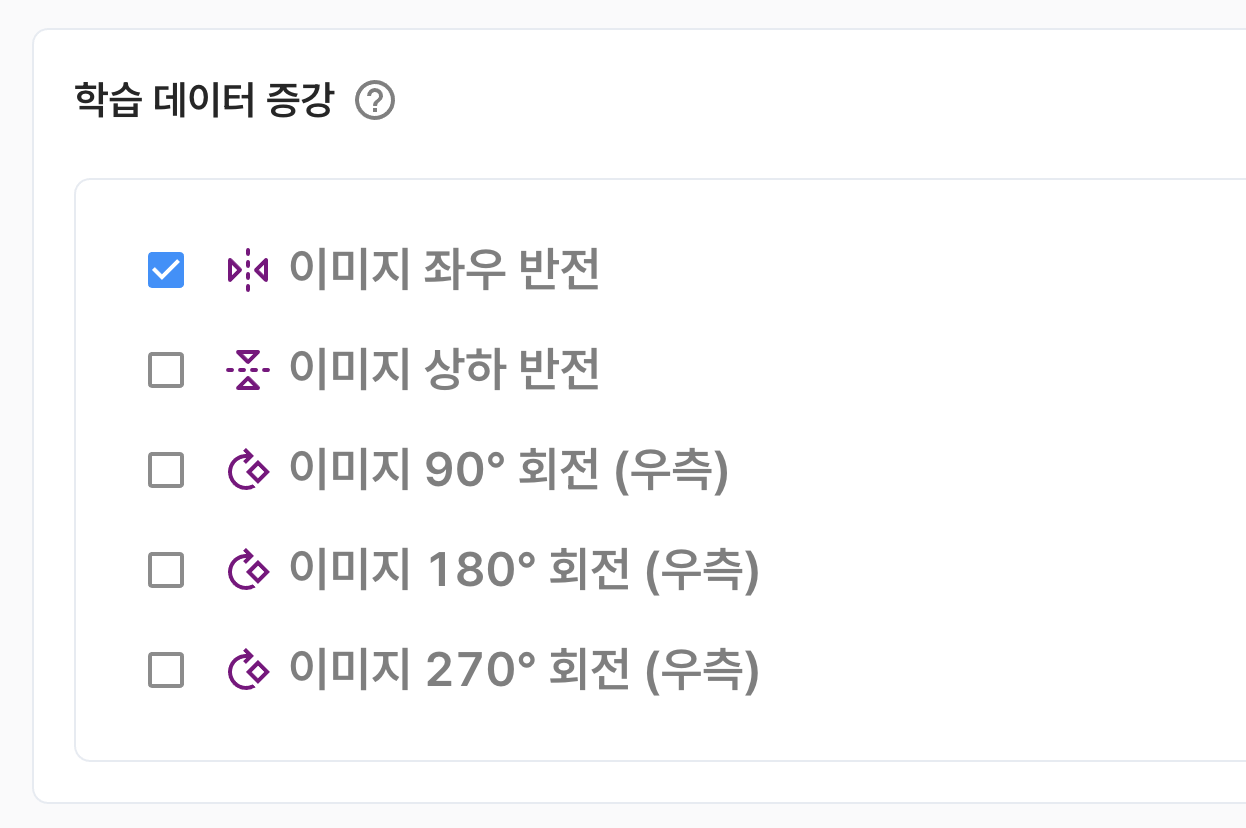 학습 데이터 증강 ?
이미지 좌우 반전
이미지 상하 반전
이미지 90° 회전 (우측)
이미지 180° 회전 (우측)
이미지 270° 회전 (우측)